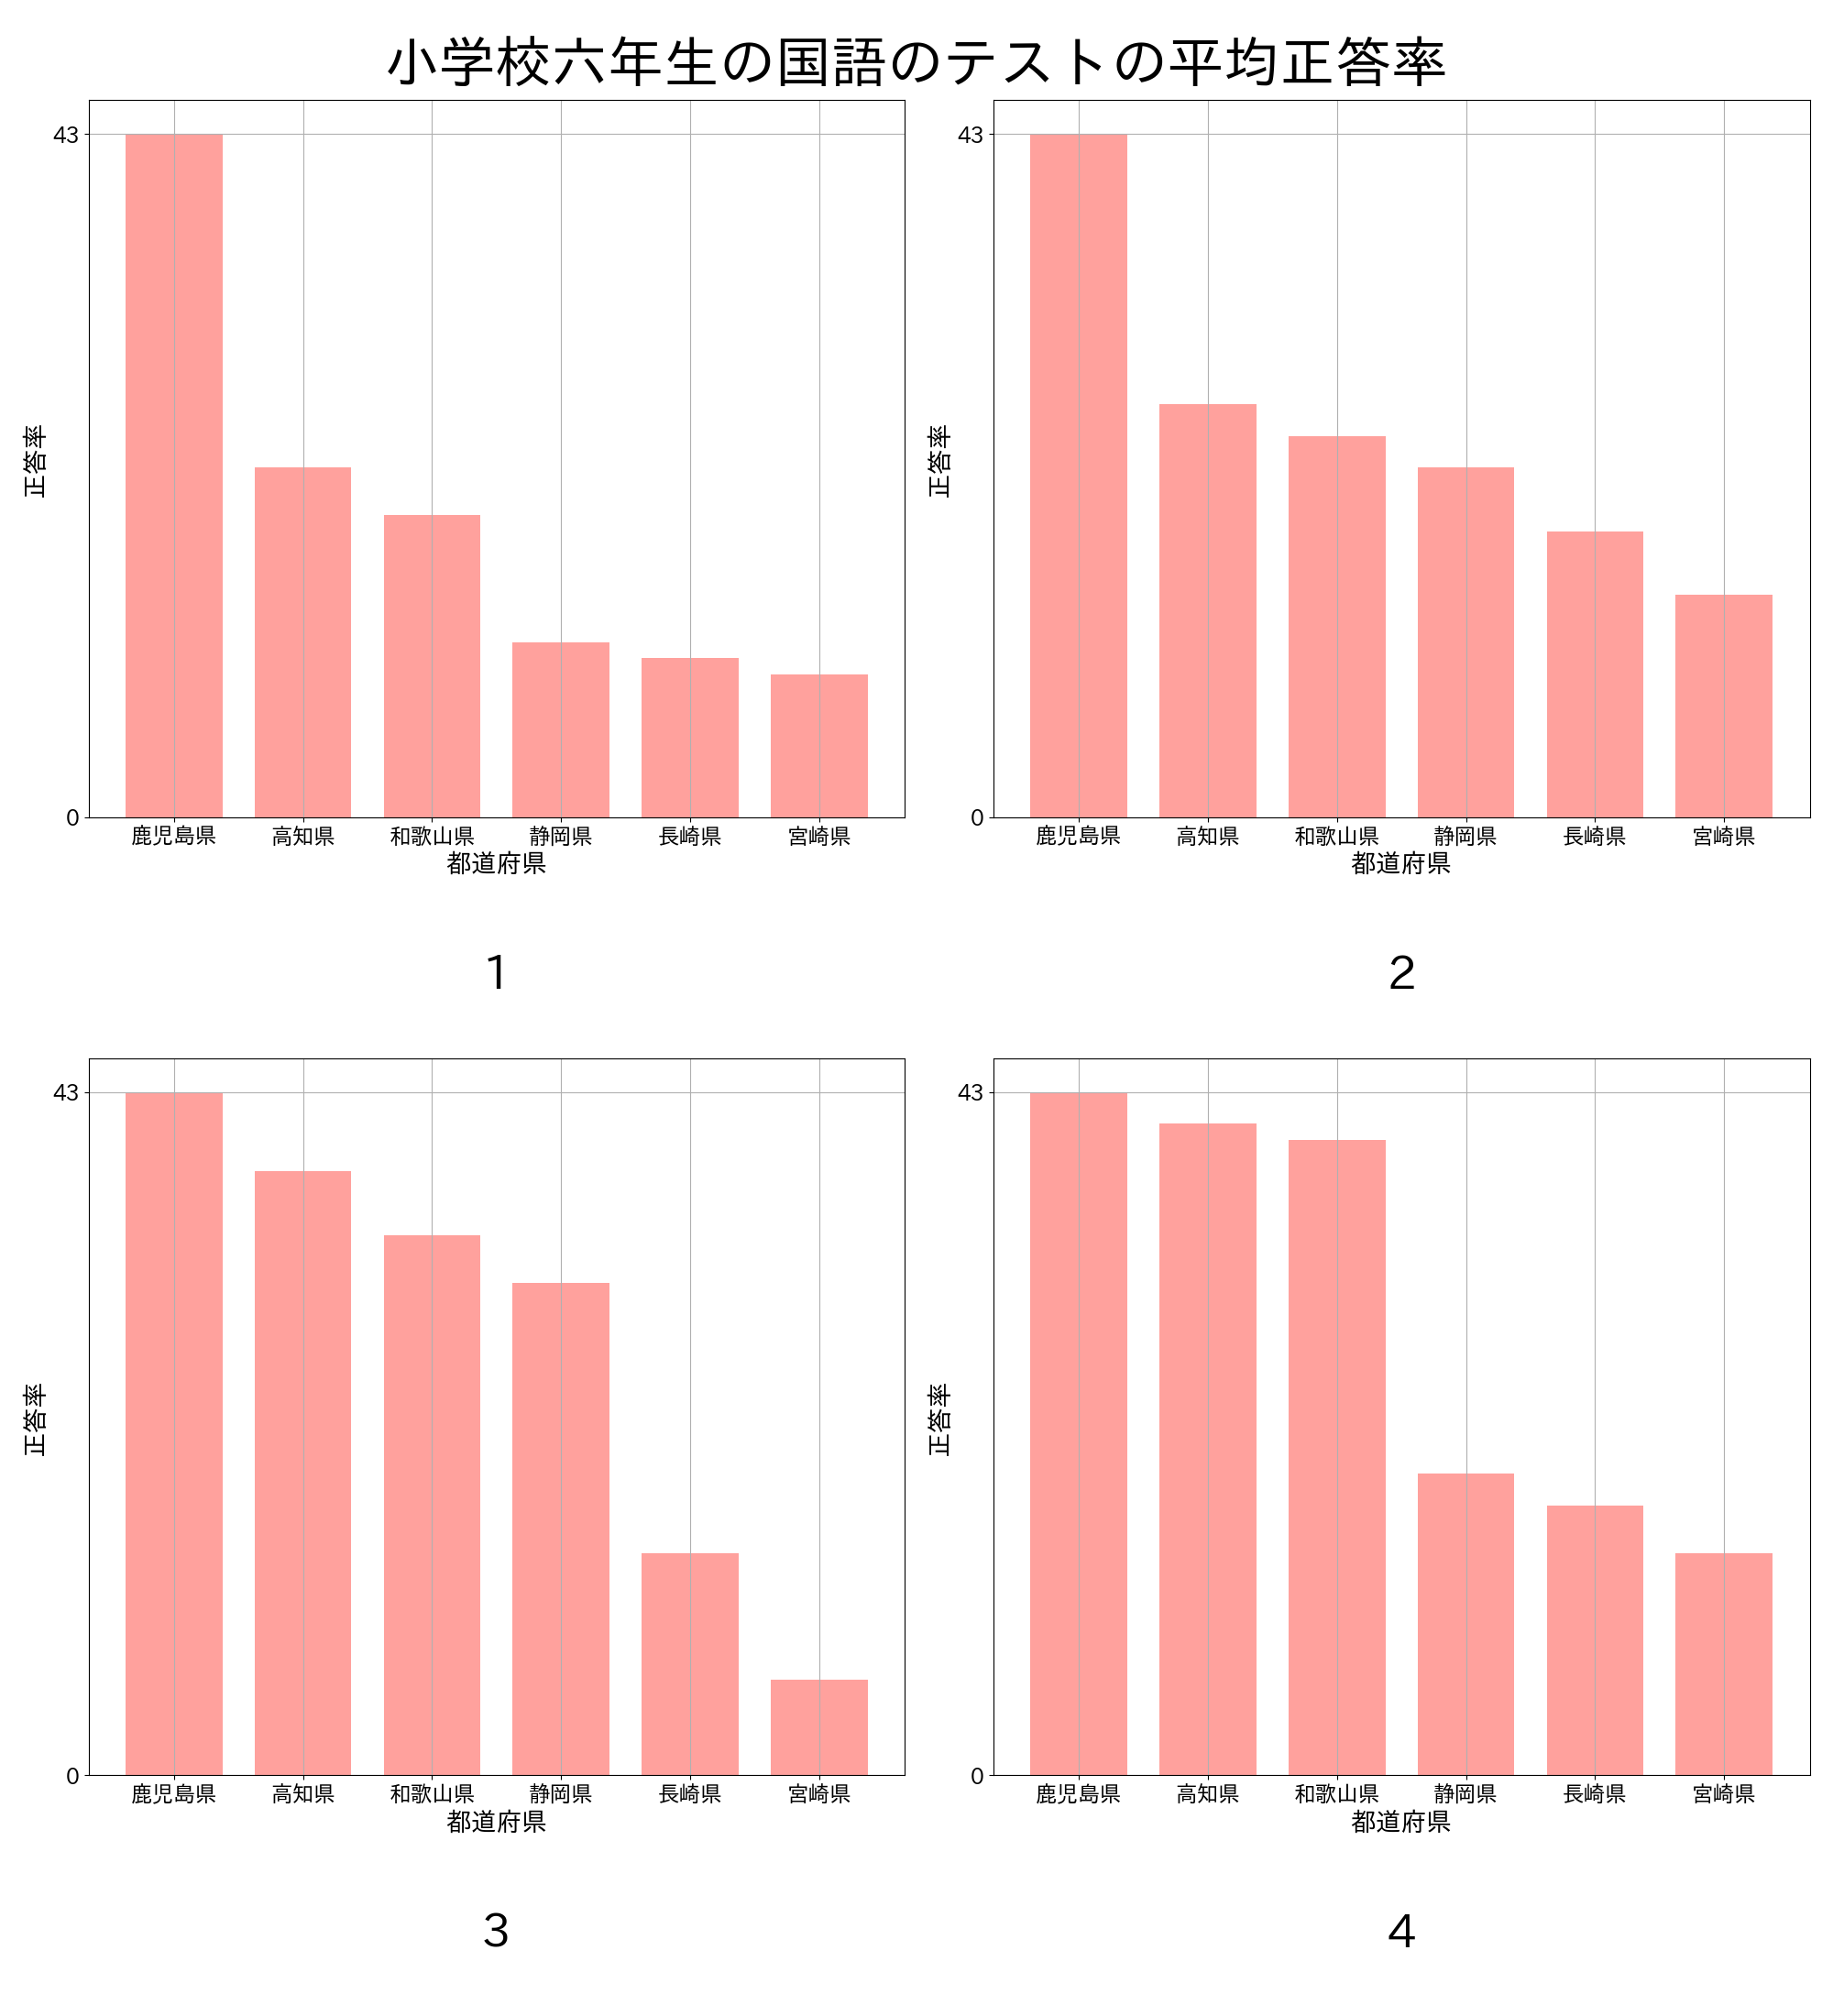 小学校六年生の国語のテストの平均正答率
43
0
正答率
鹿児島県 高知県 和歌山県 静岡県 長崎県 宮崎県
都道府県
1
43
0
正答率
鹿児島県 高知県 和歌山県 静岡県 長崎県 宮崎県
都道府県
2
43
0
正答率
鹿児島県 高知県 和歌山県 静岡県 長崎県 宮崎県
都道府県
3
43
0
正答率
鹿児島県 高知県 和歌山県 静岡県 長崎県 宮崎県
都道府県
4